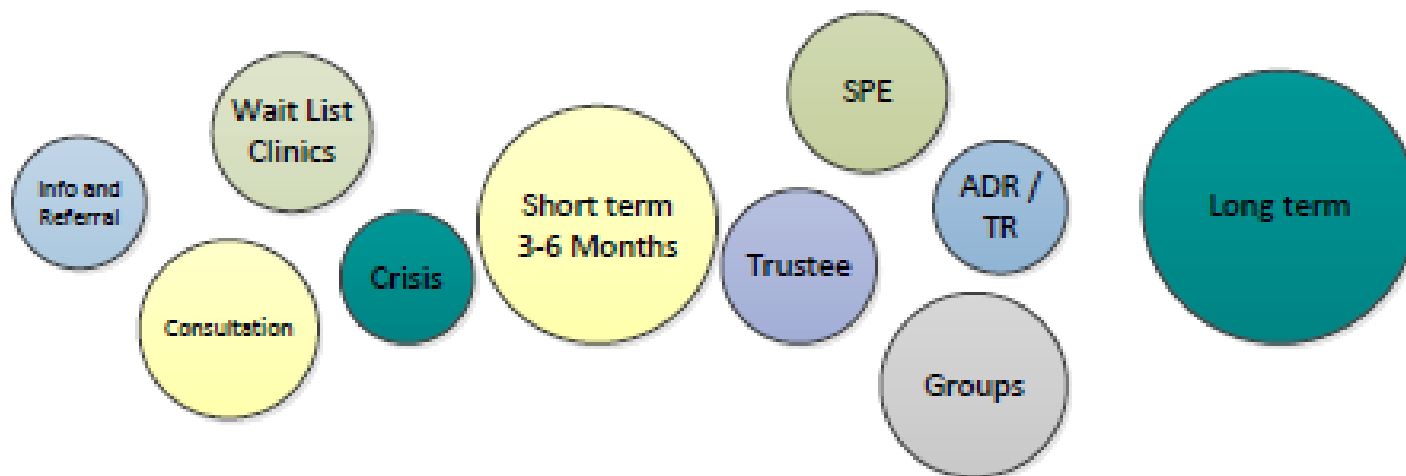 Info and
Referral
Wait List
Clinics
Consultation
Crisis
Short term
3-6 Months
Trustee
SPE
ADR /
TR
Groups
Long term